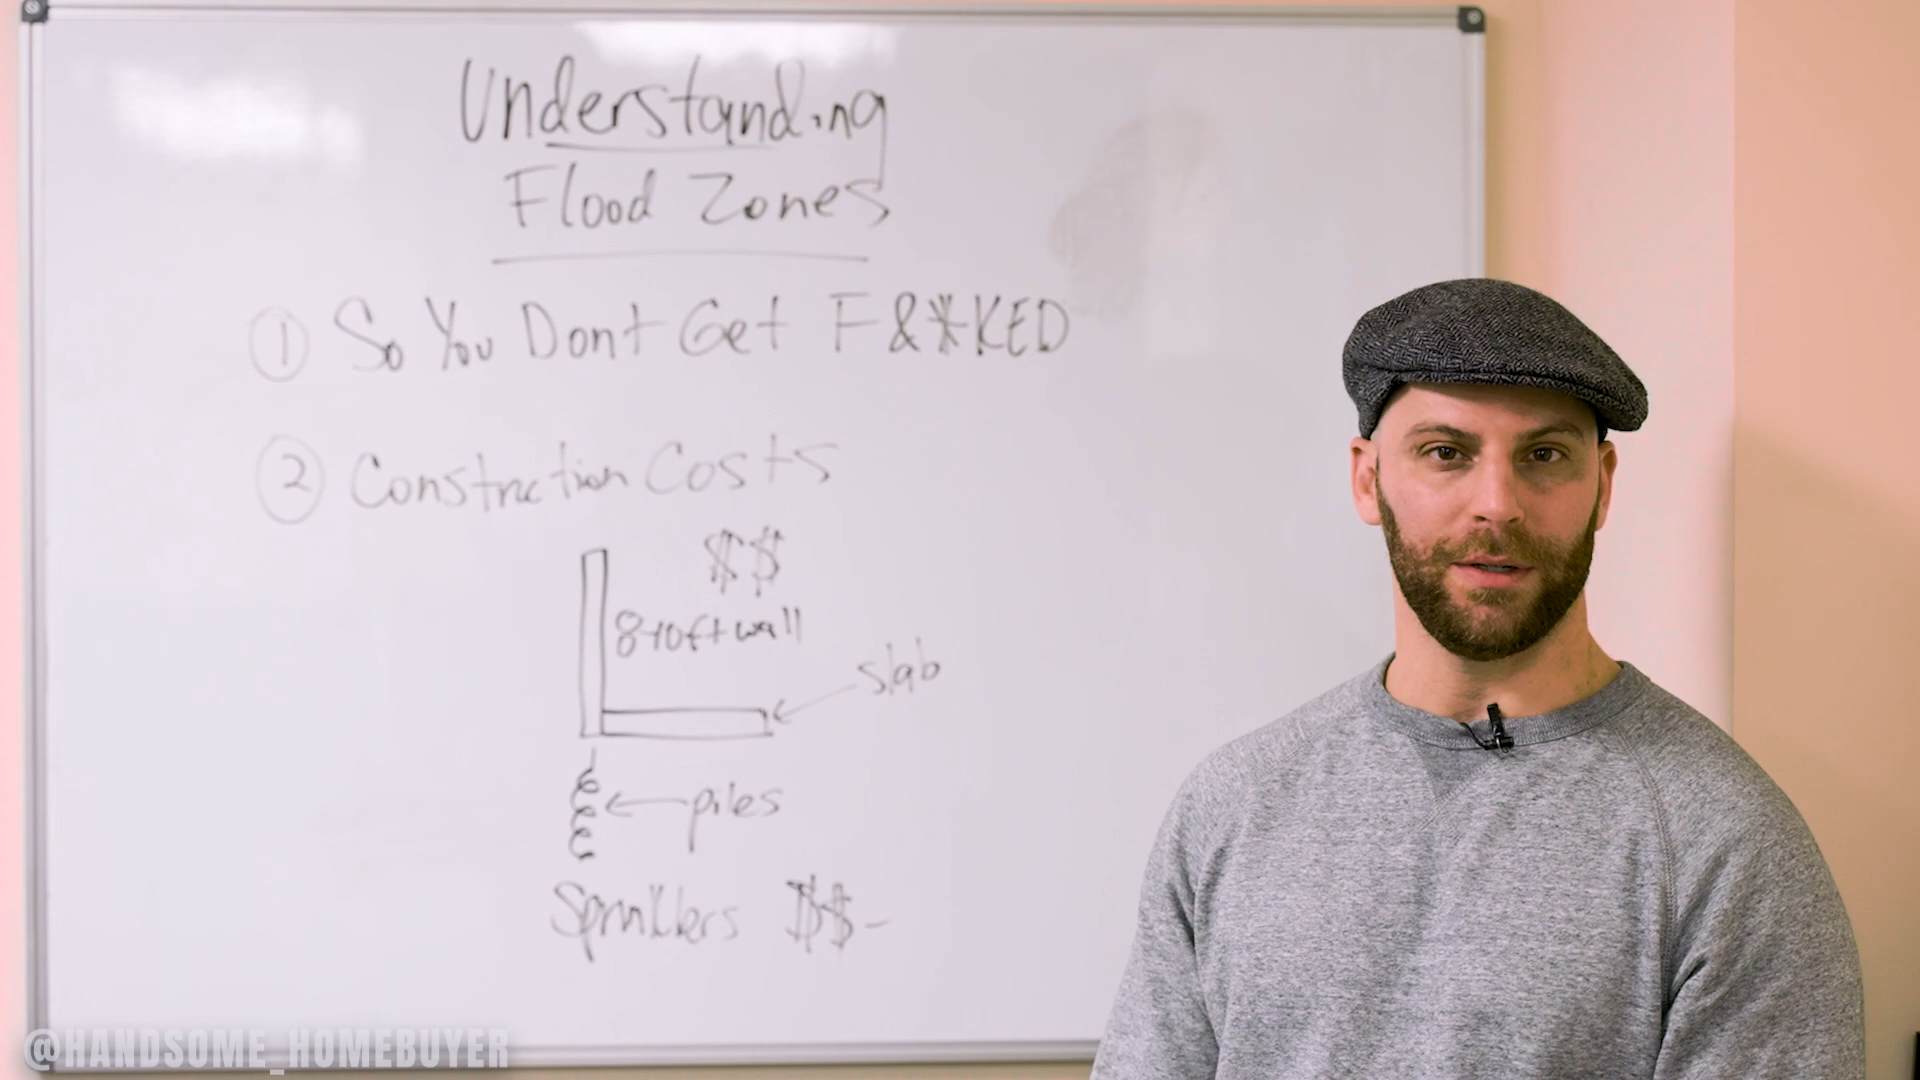 Understanding
Flood Zones
① So You Dont Get F&*KED
② Construction Costs
$$
8-10ft wall
slab
piles
Sprinklers $$-
@HANDSOME_HOMEBUYER